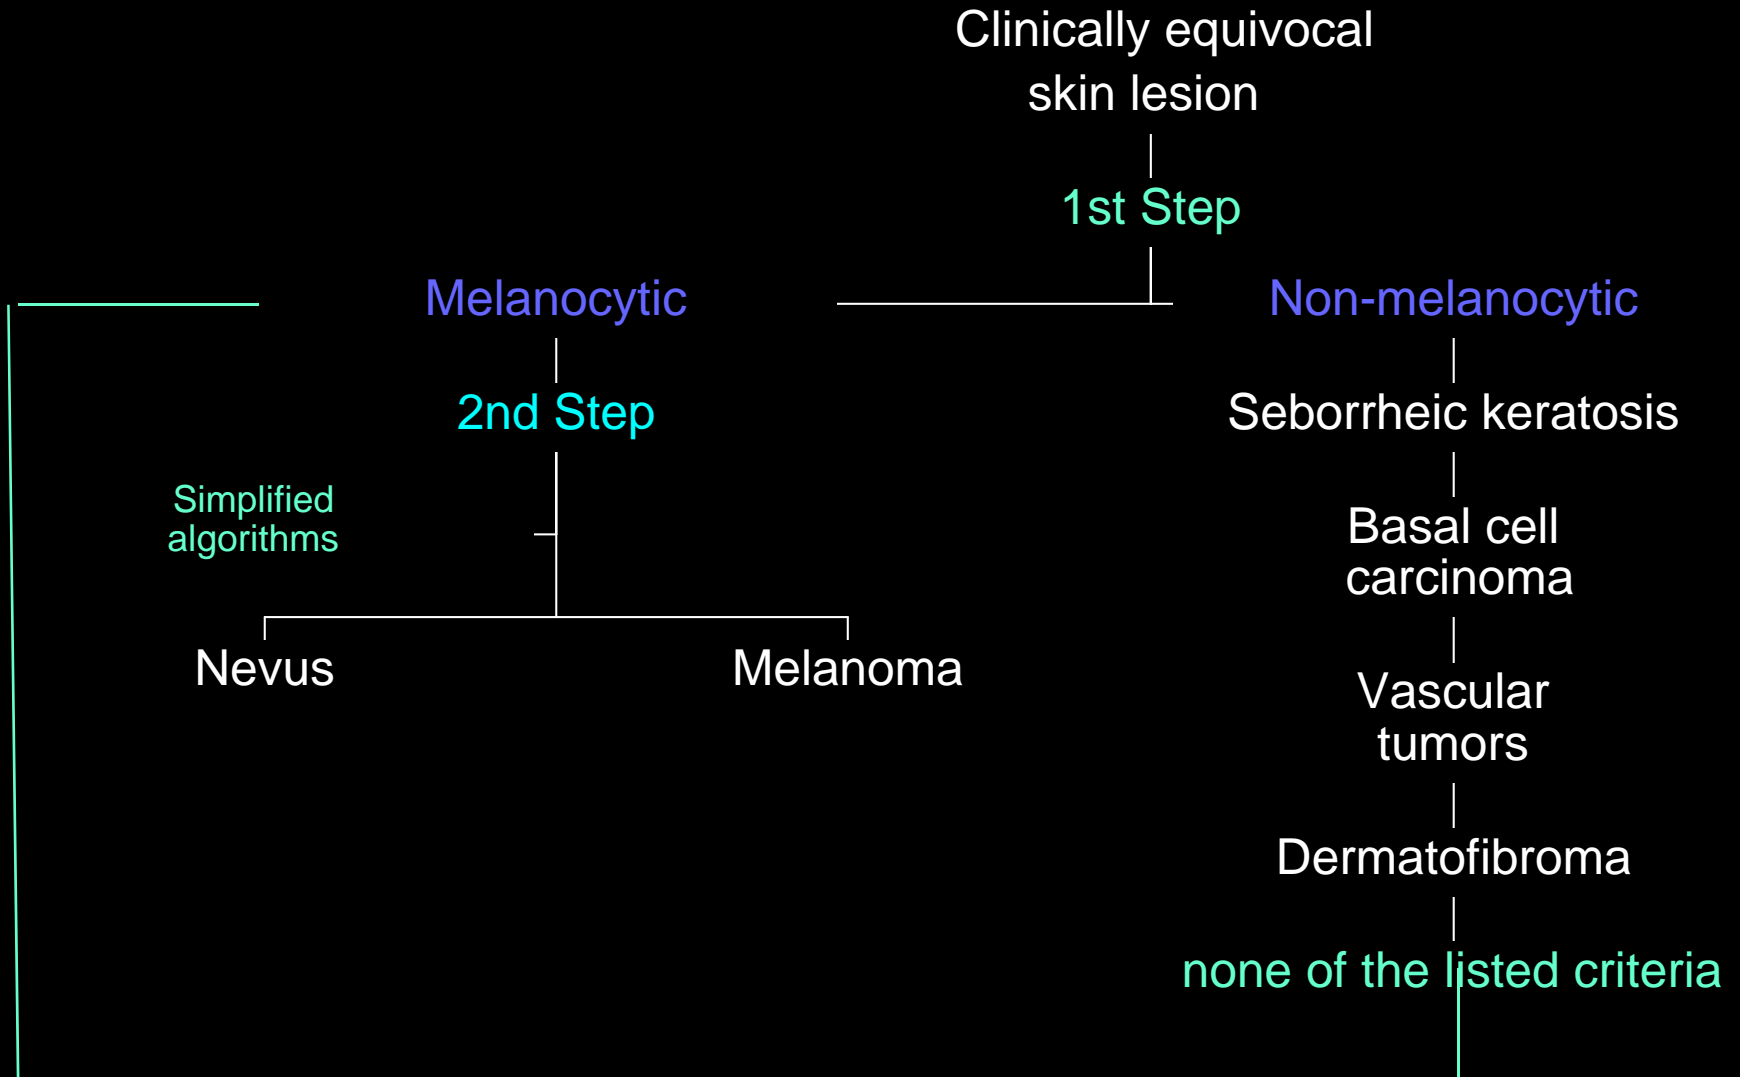 Clinically equivocal
skin lesion
1st Step
Melanocytic
Non-melanocytic
2nd Step
Seborrheic keratosis
Simplified
algorithms
Basal cell
carcinoma
Nevus
Melanoma
Vascular
tumors
Dermatofibroma
none of the listed criteria